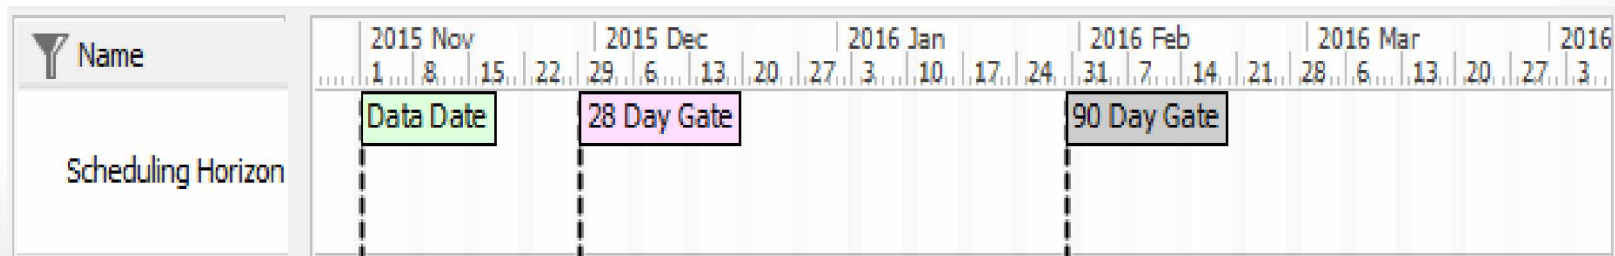 Name
2015 Nov 2015 Dec 2016 Jan 2016 Feb 2016 Mar 2016
1 8 15 22 29 6 13 20 27 3 10 17 24 31 7 14 21 28 6 13 20 27 3
Data Date 28 Day Gate 90 Day Gate
Scheduling Horizon